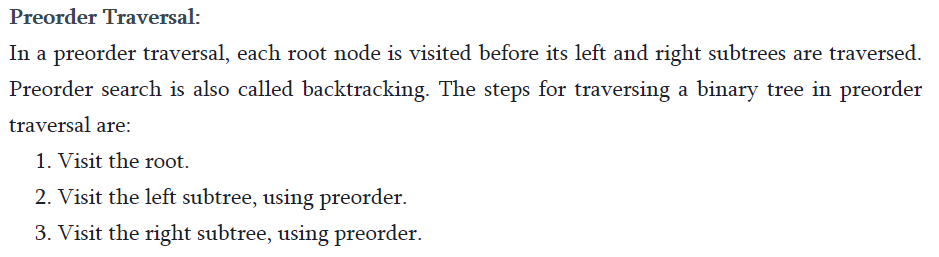 Preorder Traversal:
In a preorder traversal, each root node is visited before its left and right subtrees are traversed.
Preorder search is also called backtracking. The steps for traversing a binary tree in preorder
traversal are:
1. Visit the root.
2. Visit the left subtree, using preorder.
3. Visit the right subtree, using preorder.